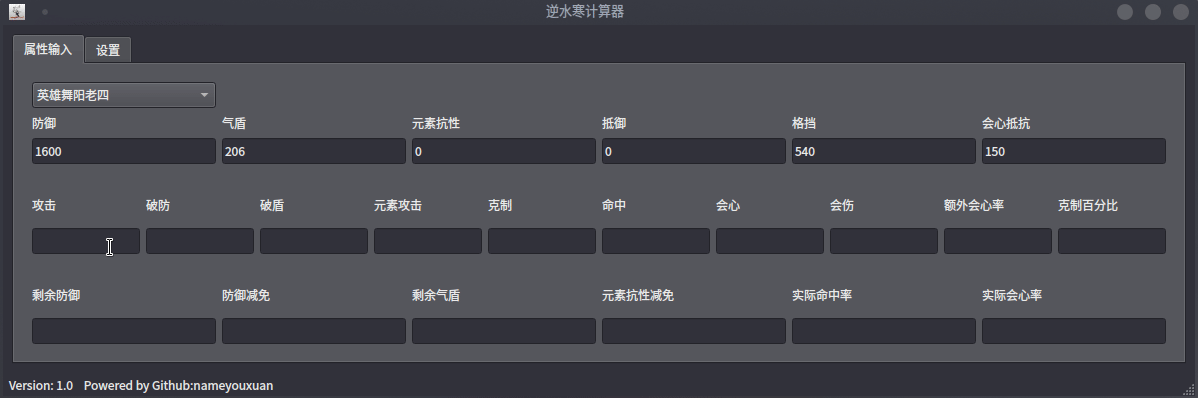 逆水寒计算器
属性输入 设置
英雄舞阳老四
防御 气盾 元素抗性 抵御 格挡 会心抵抗
1600 206 0 0 540 150
攻击 破防 破盾 元素攻击 克制 命中 会心 会伤 额外会心率 克制百分比
剩余防御 防御减免 剩余气盾 元素抗性减免 实际命中率 实际会心率
Version: 1.0 Powered by Github:nameyouxuan